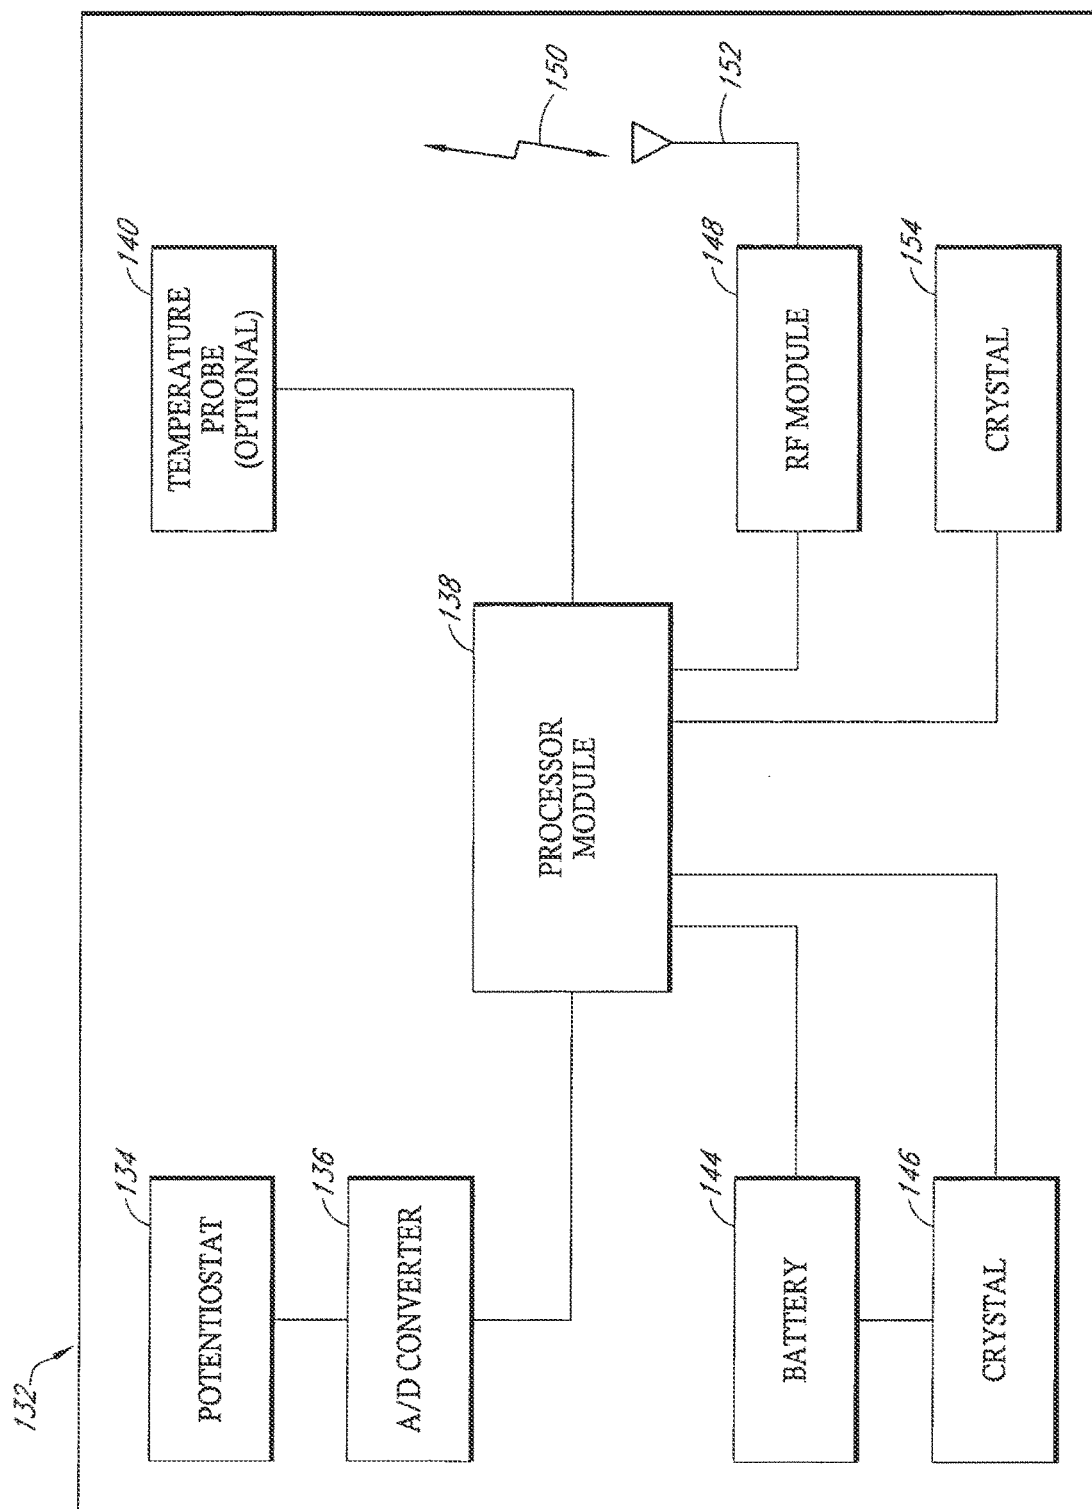 132
134
POTENTIOSTAT
136
A/D CONVERTER
138
PROCESSOR
MODULE
140
TEMPERATURE
PROBE
(OPTIONAL)
144
BATTERY
146
CRYSTAL
148
RF MODULE
150
152
154
CRYSTAL